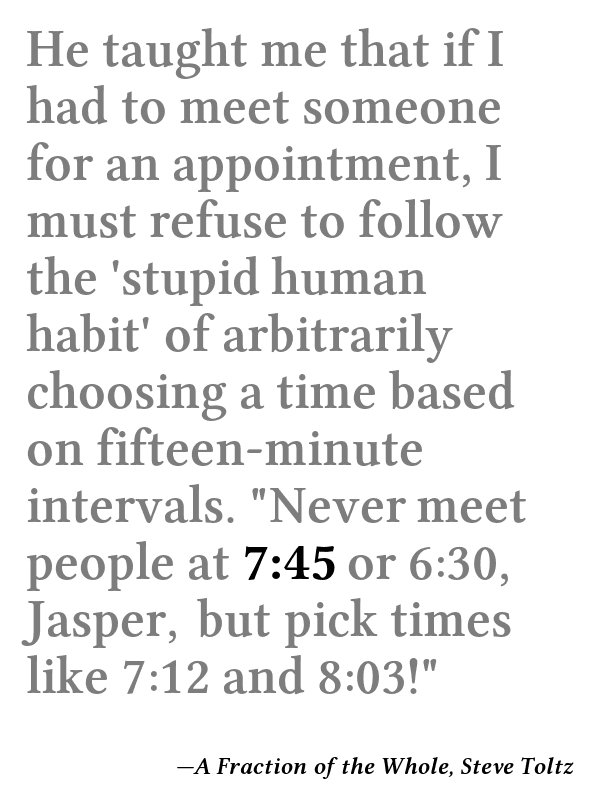 He taught me that if I
had to meet someone
for an appointment, I
must refuse to follow
the 'stupid human
habit' of arbitrarily
choosing a time based
on fifteen-minute
intervals. "Never meet
people at 7:45 or 6:30,
Jasper, but pick times
like 7:12 and 8:03!"
—A Fraction of the Whole, Steve Toltz